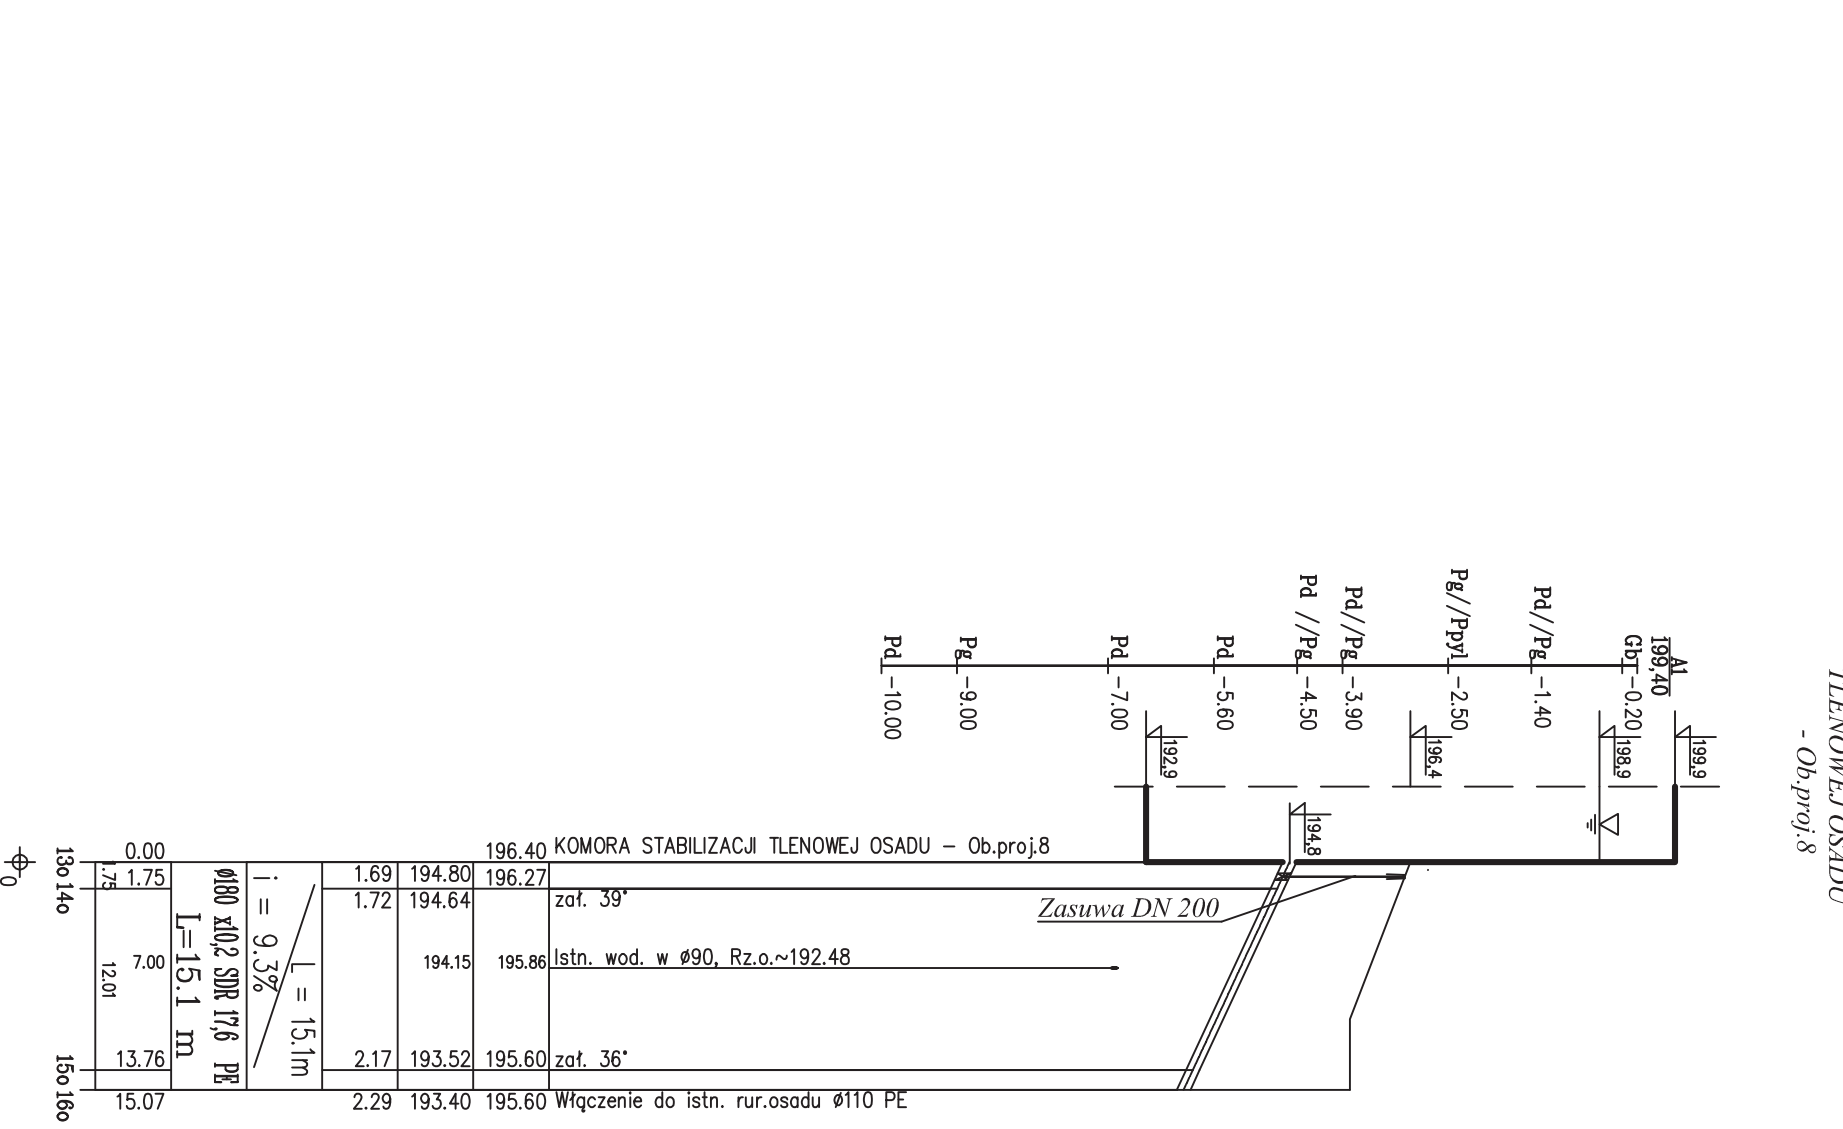 TLENOWEJ OSADU
- Ob.proj.8
A1
199,40
Gb -0.20
Pd//Pg -1.40
Pg//Ppyl -2.50
Pd//Pg -3.90
Pd //Pg -4.50
Pd -5.60
Pd -7.00
Pg -9.00
Pd -10.00
199,9
198,9
196,4
192,9
194,8
Zasuwa DN 200
0.00 196.40 KOMORA STABILIZACJI TLENOWEJ OSADU - Ob.proj.8
1.75 1.69 194.80 196.27
1.72 194.64 zał. 39°
7.00 194.15 195.86 Istn. wod. w ø90, Rz.o.~192.48
13.76 2.17 193.52 195.60 zał. 36°
15.07 2.29 193.40 195.60 Włączenie do istn. rur.osadu ø110 PE
L = 15.1m
i = 9.3%
ø180 x10,2 SDR 17,6 PE
L=15.1 m
1.75 12.01
13o 14o 15o 16o
0